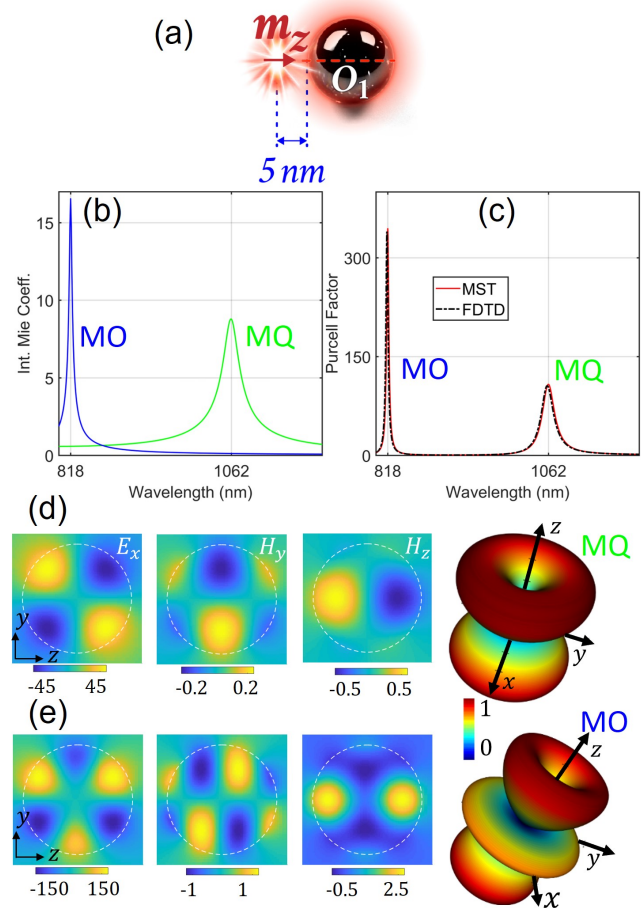 (a)
m_z
O_1
5 nm
(b)
Int. Mie Coeff.
15
10
5
0
MO
MQ
818
1062
Wavelength (nm)
(c)
Purcell Factor
300
150
0
MST
FDTD
MO
MQ
818
1062
Wavelength (nm)
(d)
E_x
H_y
H_z
y
z
-45 45
-0.2 0.2
-0.5 0.5
z
MQ
y
x
(e)
y
z
-150 150
-1 1
-0.5 2.5
1
0
MO
z
y
x